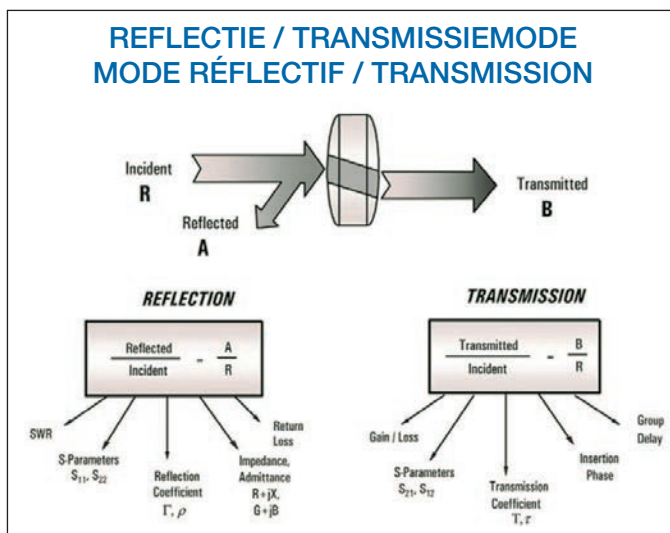 REFLECTIE / TRANSMISSIEMODE
MODE RÉFLECTIF / TRANSMISSION
Incident
R
Reflected
A
Transmitted
B
REFLECTION
Reflected
Incident
=
A
R
SWR
S-Parameters
S₁₁, S₂₂
Reflection
Coefficient
Γ, ρ
Impedance,
Admittance
R+jX,
G+jB
Return
Loss
TRANSMISSION
Transmitted
Incident
=
B
R
Gain / Loss
S-Parameters
S₂₁, S₁₂
Transmission
Coefficient
Τ, τ
Insertion
Phase
Group
Delay